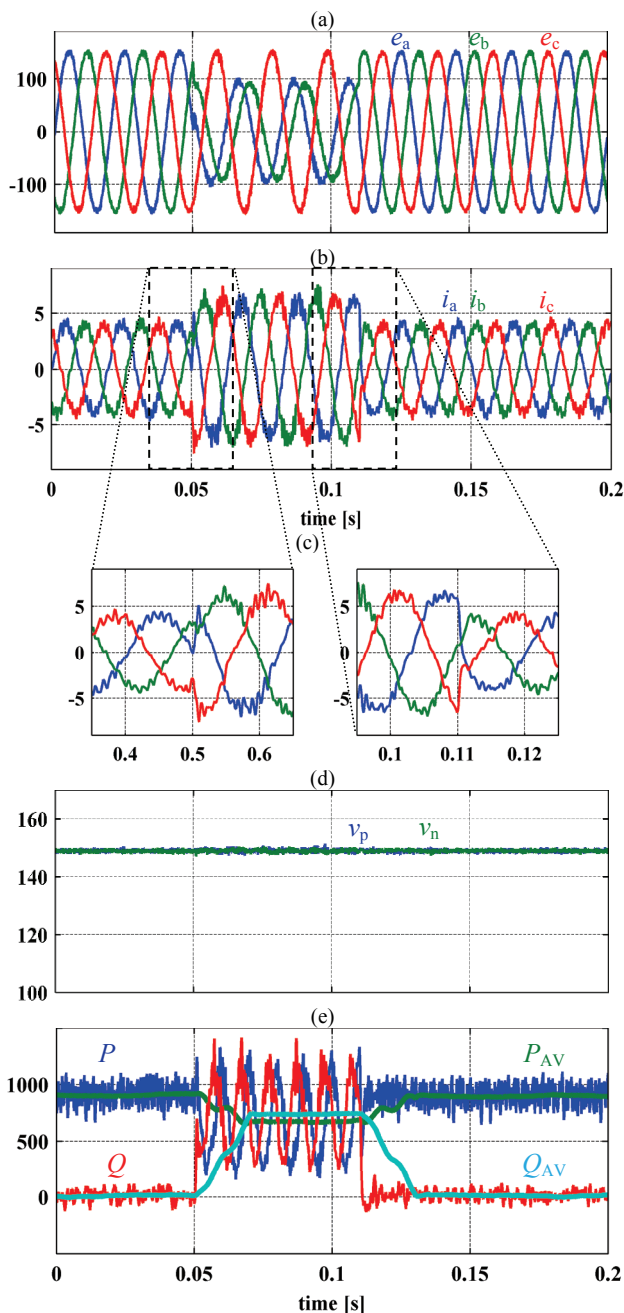 (a)
e_a e_b e_c
100
0
-100
(b)
i_a i_b i_c
5
0
-5
0 0.05 0.1 0.15 0.2
time [s]
(c)
5 5
0 0
-5 -5
0.4 0.5 0.6 0.1 0.11 0.12
(d)
160 v_p v_n
140
120
100
(e)
P P_AV
1000
500
Q Q_AV
0
0 0.05 0.1 0.15 0.2
time [s]